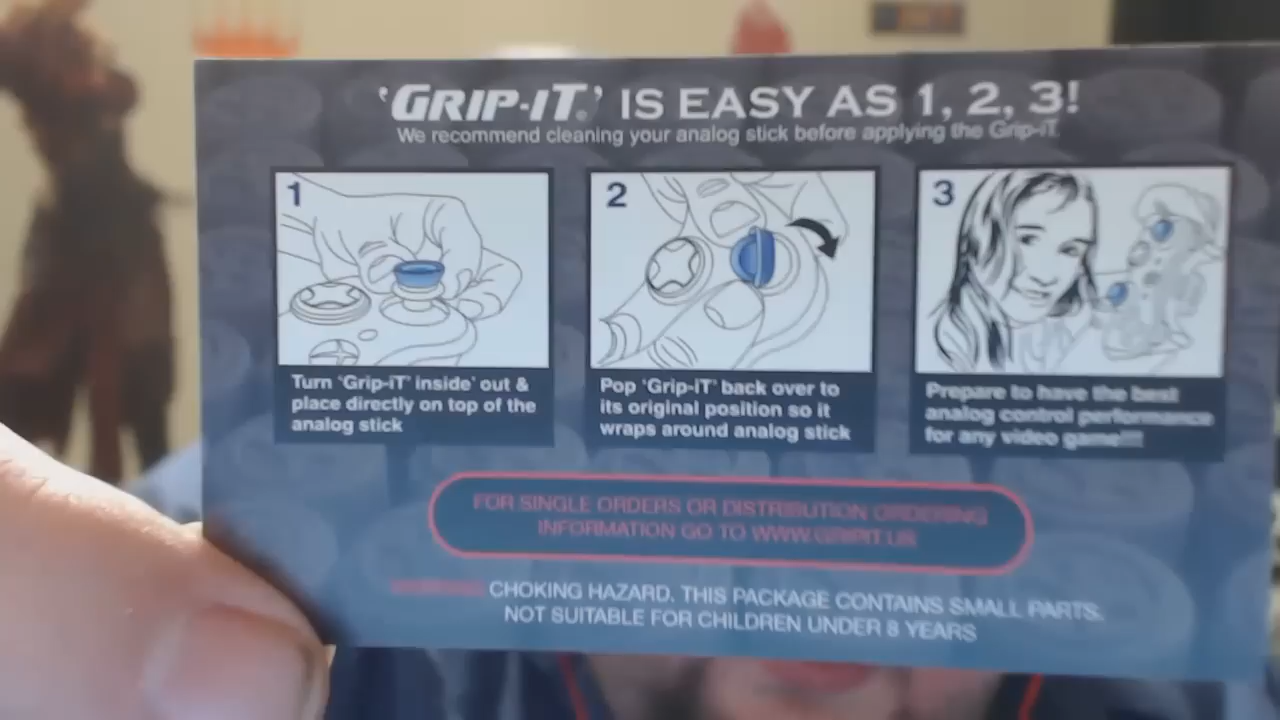 'GRIP-iT.' IS EASY AS 1, 2, 3!
We recommend cleaning your analog stick before applying the Grip-iT.
1
Turn 'Grip-iT' inside' out &
place directly on top of the
analog stick
2
Pop 'Grip-iT' back over to
its original position so it
wraps around analog stick
3
Prepare to have the best
analog control performance
for any video game!!!
FOR SINGLE ORDERS OR DISTRIBUTION ORDERING
INFORMATION GO TO WWW.GRIPIT.US
WARNING: CHOKING HAZARD. THIS PACKAGE CONTAINS SMALL PARTS.
NOT SUITABLE FOR CHILDREN UNDER 8 YEARS